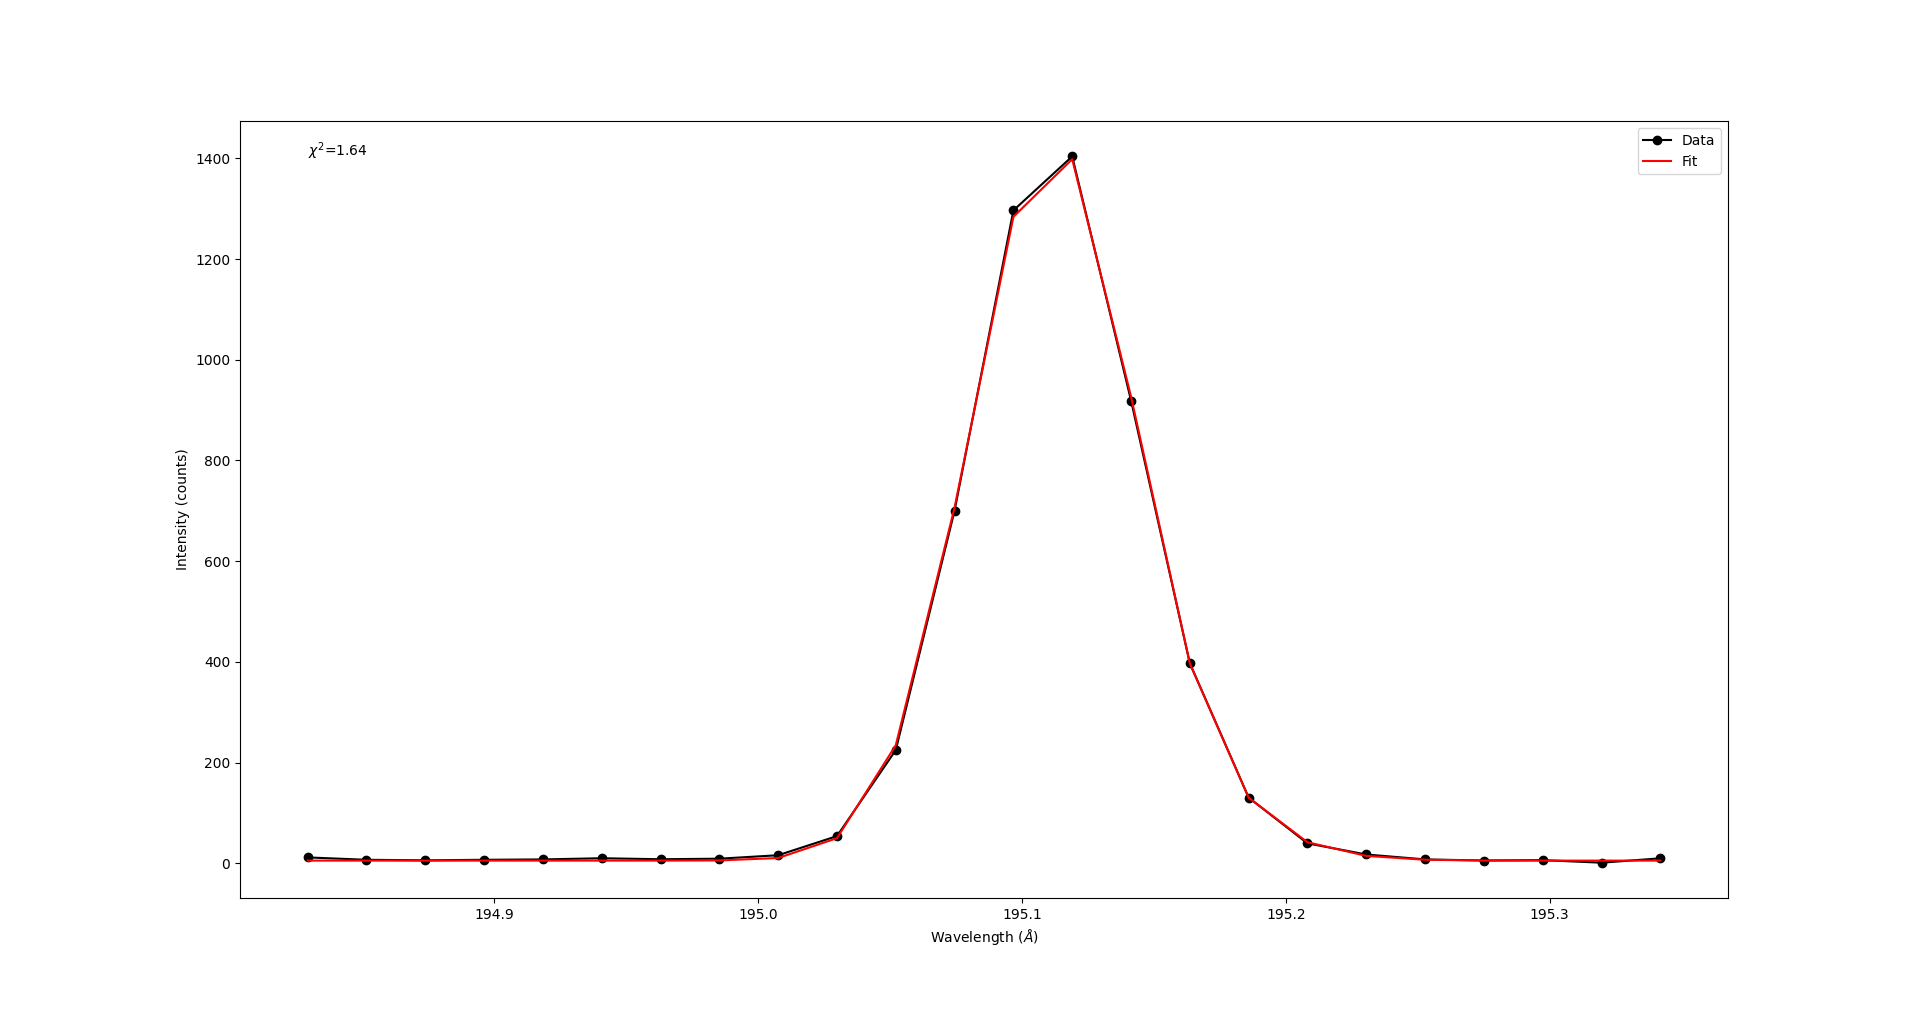 χ²=1.64
Data
Fit
1400
1200
1000
800
600
400
200
0
Intensity (counts)
194.9 195.0 195.1 195.2 195.3
Wavelength (Å)